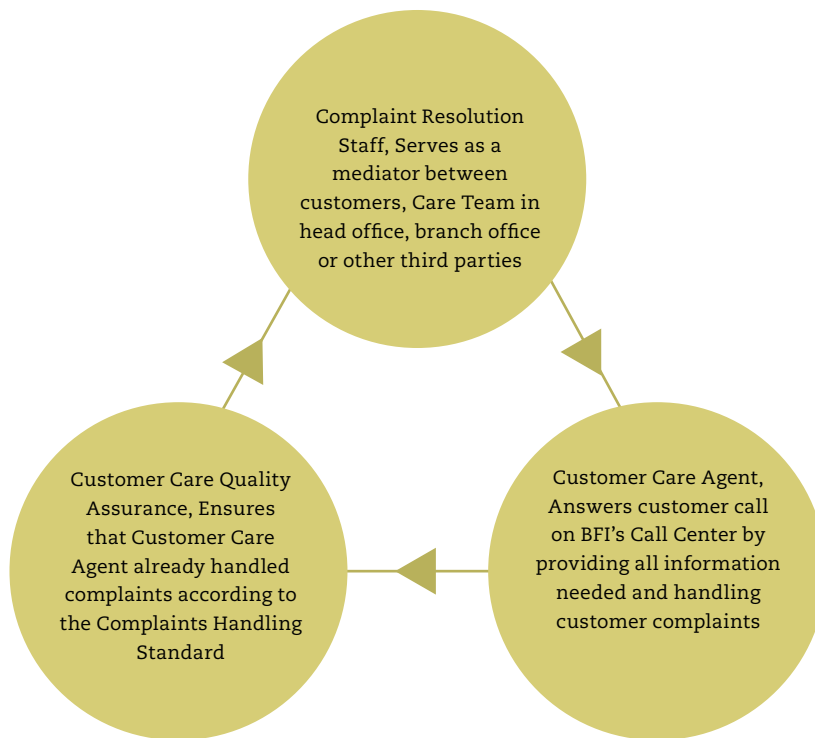 Complaint Resolution
Staff, Serves as a
mediator between
customers, Care Team in
head office, branch office
or other third parties
Customer Care Quality
Assurance, Ensures
that Customer Care
Agent already handled
complaints according to
the Complaints Handling
Standard
Customer Care Agent,
Answers customer call
on BFI’s Call Center by
providing all information
needed and handling
customer complaints